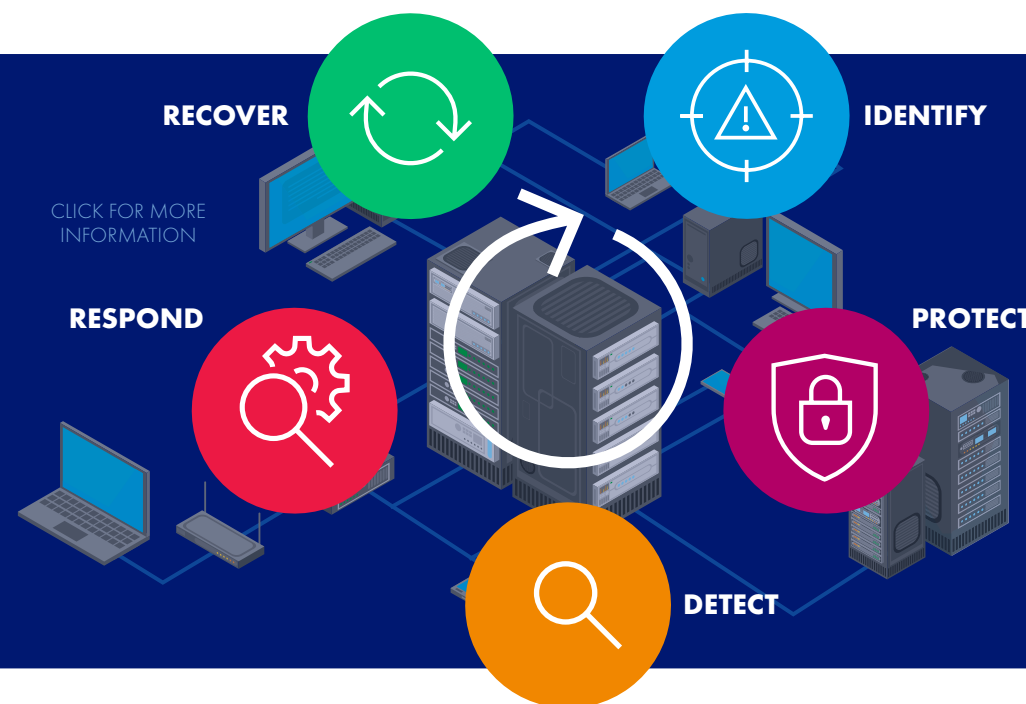 RECOVER
IDENTIFY
CLICK FOR MORE
INFORMATION
RESPOND
PROTECT
DETECT